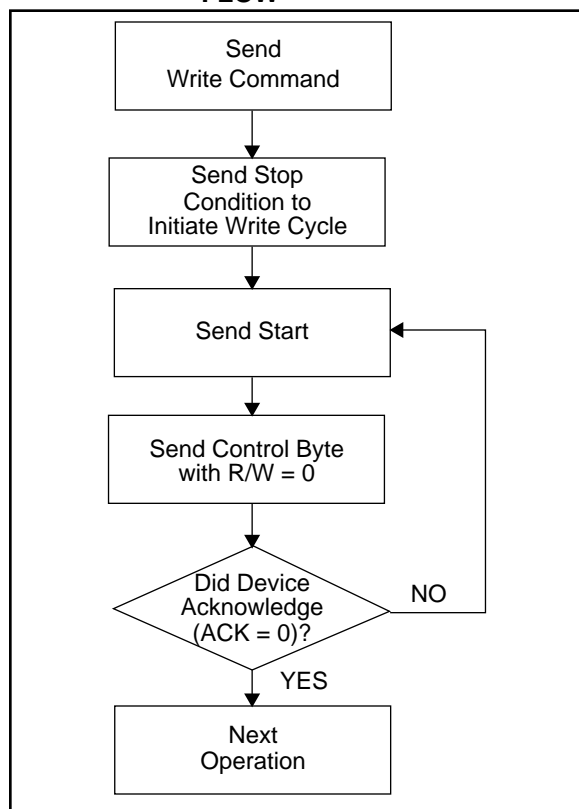 Send
Write Command
Send Stop
Condition to
Initiate Write Cycle
Send Start
Send Control Byte
with R/W = 0
Did Device
Acknowledge
(ACK = 0)?
NO
YES
Next
Operation